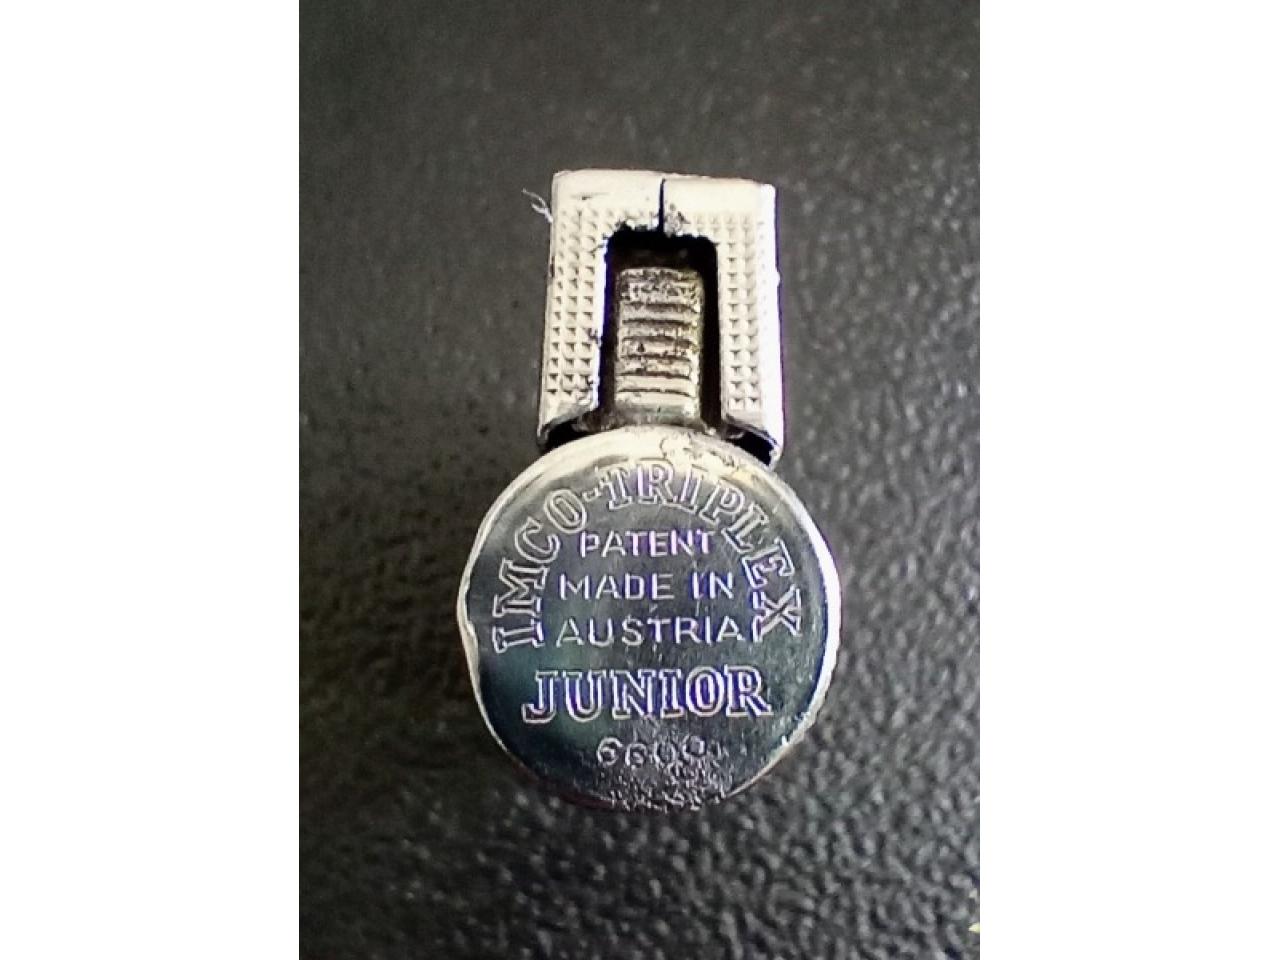 IMCO-TRIPLEX
PATENT
MADE IN
AUSTRIA
JUNIOR
6600